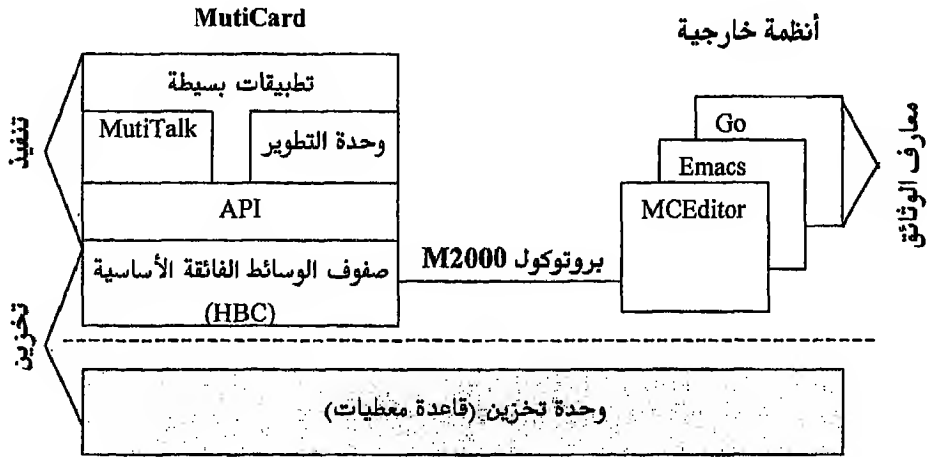 MutiCard
أنظمة خارجية
تطبيقات بسيطة
MutiTalk
وحدة التطوير
API
صفوف الوسائط الفائقة الأساسية
(HBC)
بروتوكول M2000
Go
Emacs
MCEditor
تنفيذ
تخزين
معارف الوثائق
وحدة تخزين (قاعدة معطيات)